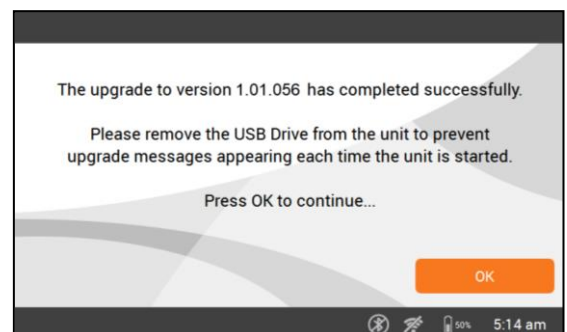 The upgrade to version 1.01.056 has completed successfully.
Please remove the USB Drive from the unit to prevent
upgrade messages appearing each time the unit is started.
Press OK to continue...
OK
50% 5:14 am